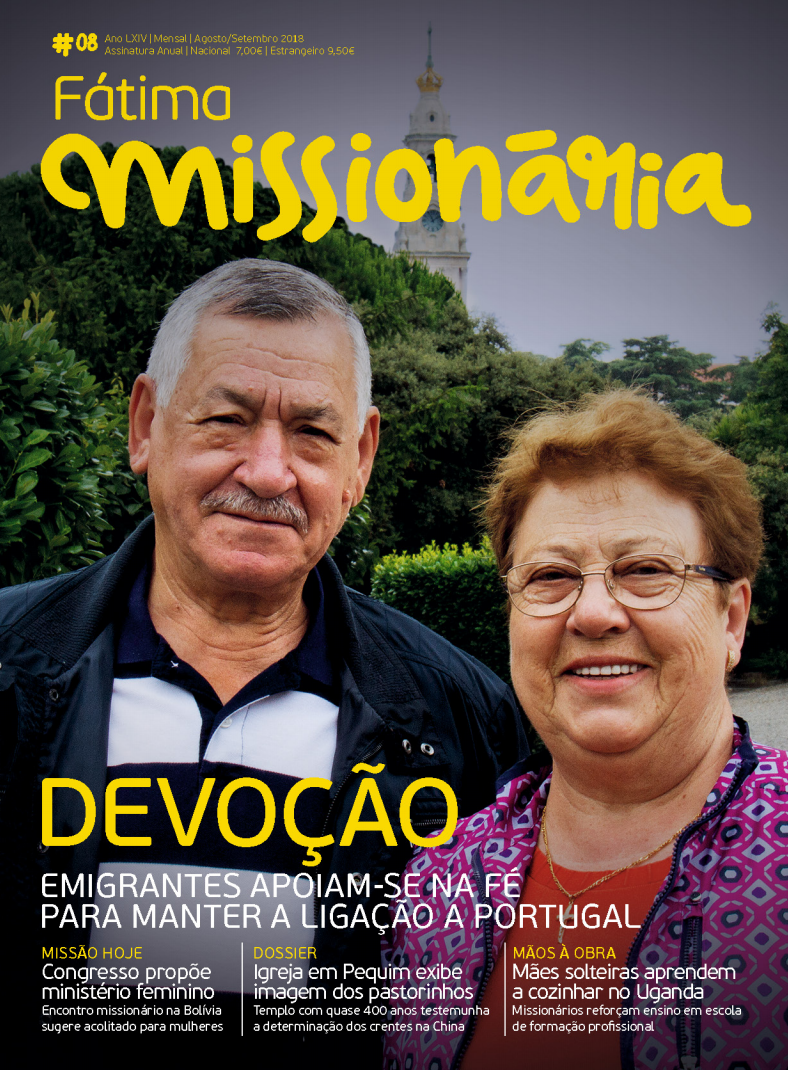 #08
Ano LXIV | Mensal | Agosto/Setembro 2018
Assinatura Anual | Nacional 7,00€ | Estrangeiro 9,50€
Fátima
missionária
DEVOÇÃO
EMIGRANTES APOIAM-SE NA FÉ
PARA MANTER A LIGAÇÃO A PORTUGAL
MISSÃO HOJE
Congresso propõe
ministério feminino
Encontro missionário na Bolívia
sugere acolitado para mulheres
DOSSIER
Igreja em Pequim exibe
imagem dos pastorinhos
Templo com quase 400 anos testemunha
a determinação dos crentes na China
MÃOS À OBRA
Mães solteiras aprendem
a cozinhar no Uganda
Missionários reforçam ensino em escola
de formação profissional